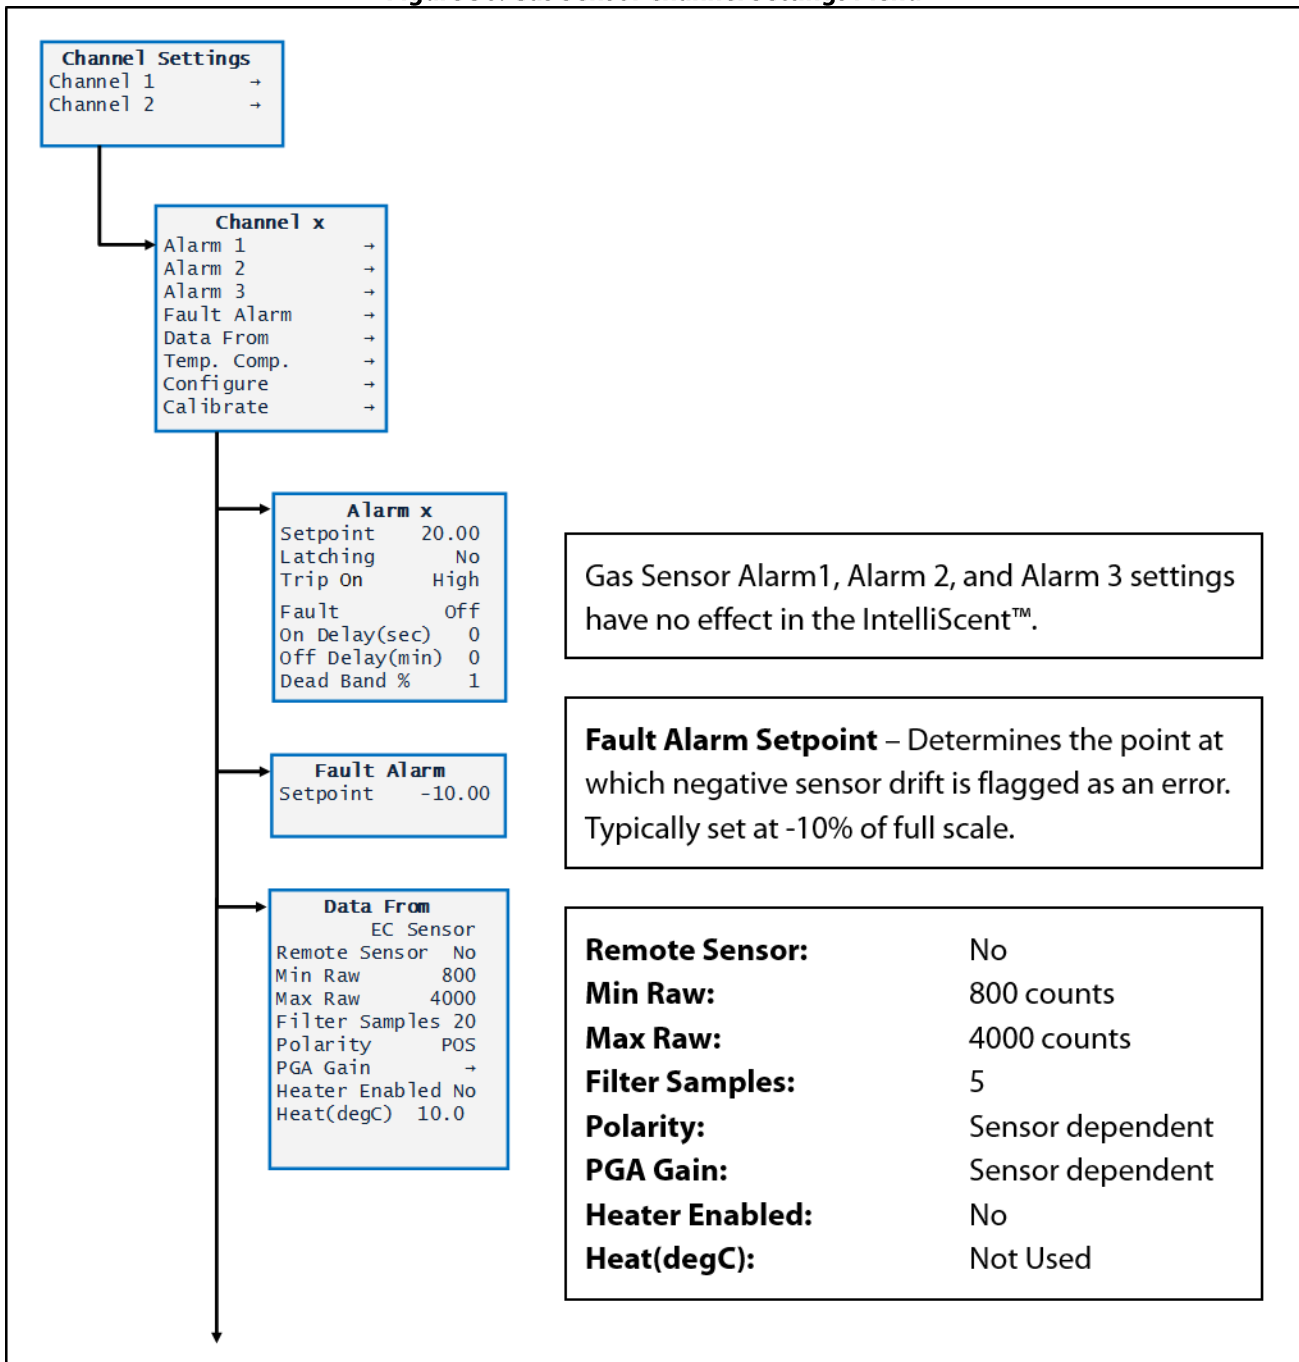 Channel Settings
Channel 1 →
Channel 2 →
Channel x
Alarm 1 →
Alarm 2 →
Alarm 3 →
Fault Alarm →
Data From →
Temp. Comp. →
Configure →
Calibrate →
Alarm x
Setpoint 20.00
Latching No
Trip On High
Fault Off
On Delay(sec) 0
Off Delay(min) 0
Dead Band % 1
Gas Sensor Alarm1, Alarm 2, and Alarm 3 settings
have no effect in the IntelliScent™.
Fault Alarm
Setpoint -10.00
Fault Alarm Setpoint – Determines the point at
which negative sensor drift is flagged as an error.
Typically set at -10% of full scale.
Data From
EC Sensor
Remote Sensor No
Min Raw 800
Max Raw 4000
Filter Samples 20
Polarity POS
PGA Gain →
Heater Enabled No
Heat(degC) 10.0
Remote Sensor: No
Min Raw: 800 counts
Max Raw: 4000 counts
Filter Samples: 5
Polarity: Sensor dependent
PGA Gain: Sensor dependent
Heater Enabled: No
Heat(degC): Not Used